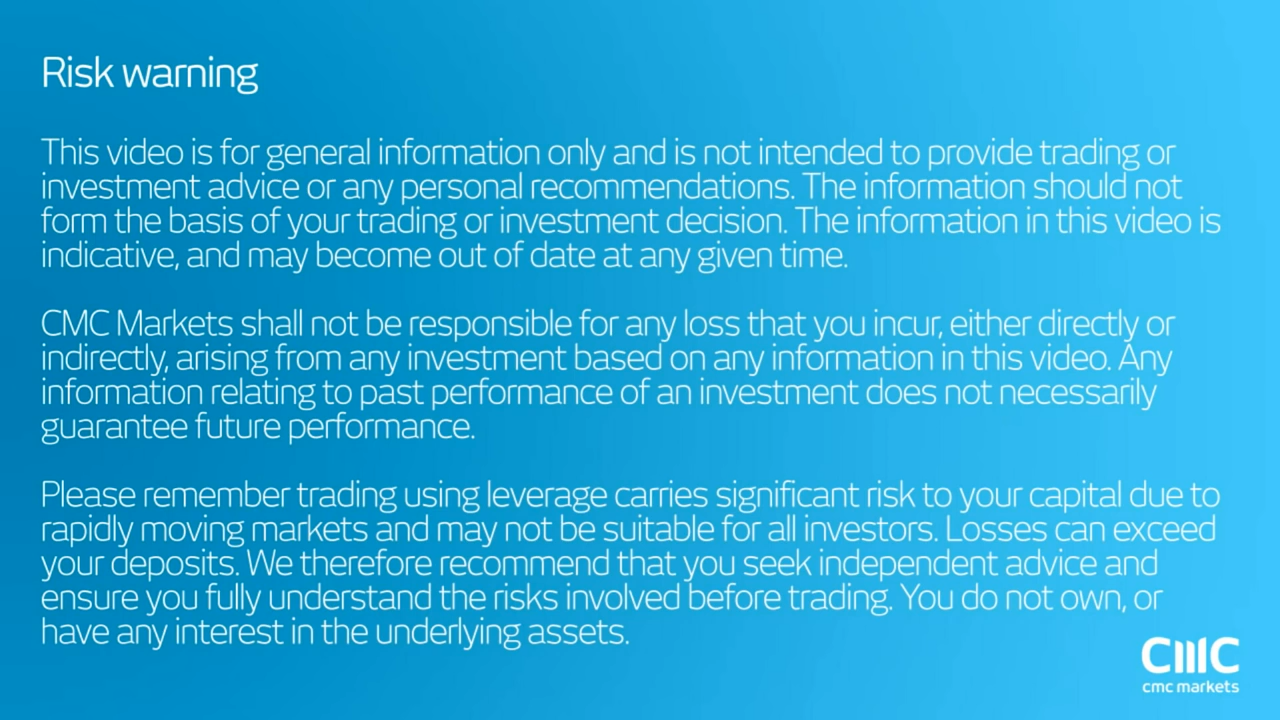 Risk warning
This video is for general information only and is not intended to provide trading or
investment advice or any personal recommendations. The information should not
form the basis of your trading or investment decision. The information in this video is
indicative, and may become out of date at any given time.
CMC Markets shall not be responsible for any loss that you incur, either directly or
indirectly, arising from any investment based on any information in this video. Any
information relating to past performance of an investment does not necessarily
guarantee future performance.
Please remember trading using leverage carries significant risk to your capital due to
rapidly moving markets and may not be suitable for all investors. Losses can exceed
your deposits. We therefore recommend that you seek independent advice and
ensure you fully understand the risks involved before trading. You do not own, or
have any interest in the underlying assets.
CMC
cmc markets